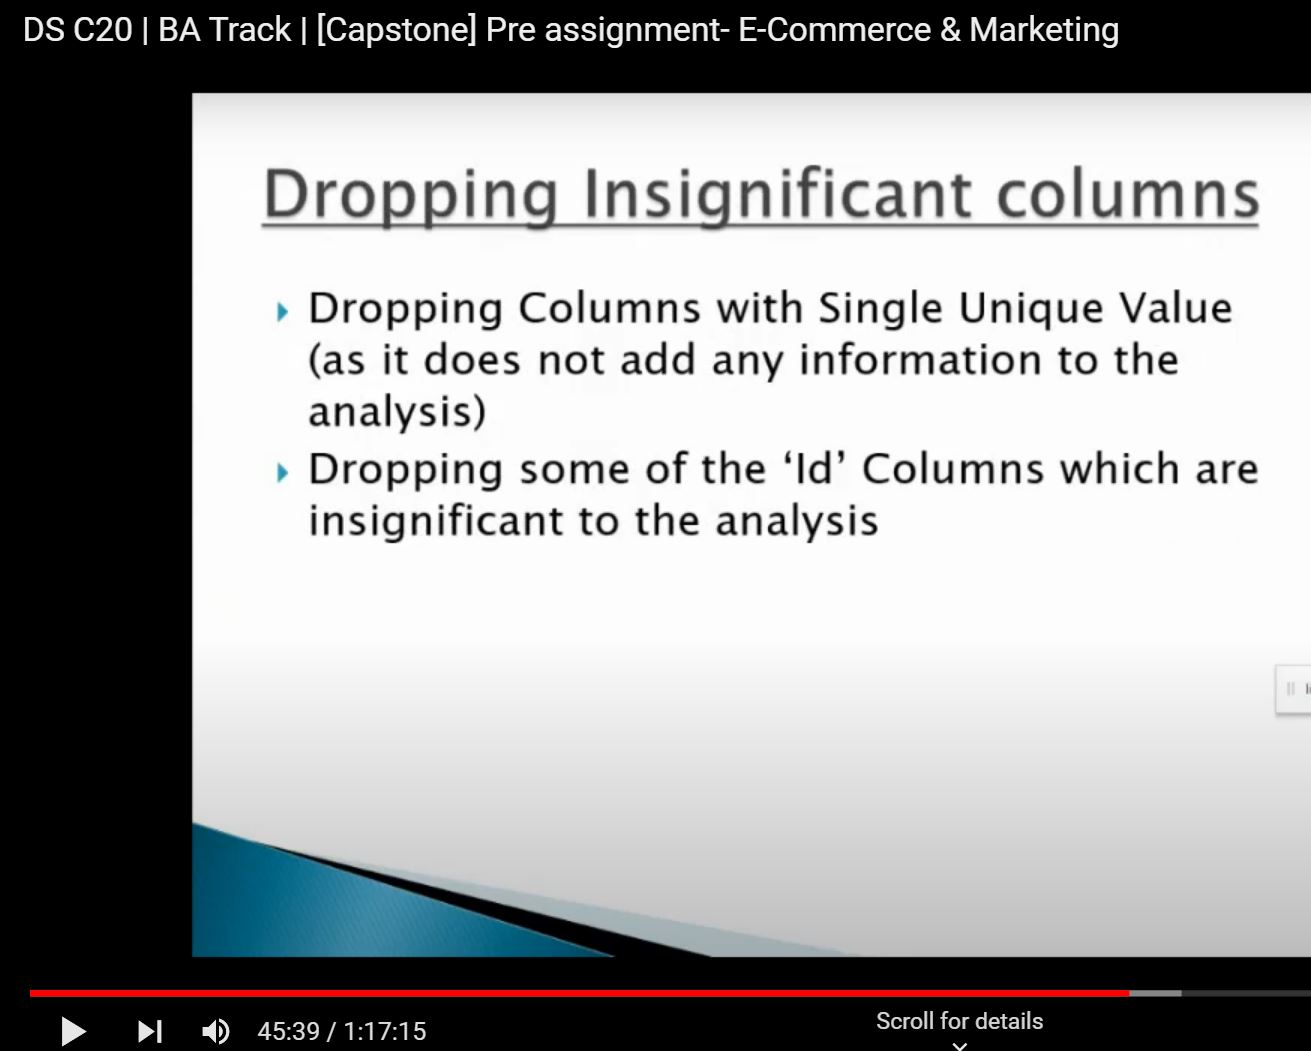 DS C20 | BA Track | [Capstone] Pre assignment- E-Commerce & Marketing
Dropping Insignificant columns
Dropping Columns with Single Unique Value
(as it does not add any information to the
analysis)
Dropping some of the ‘Id’ Columns which are
insignificant to the analysis
45:39 / 1:17:15
Scroll for details